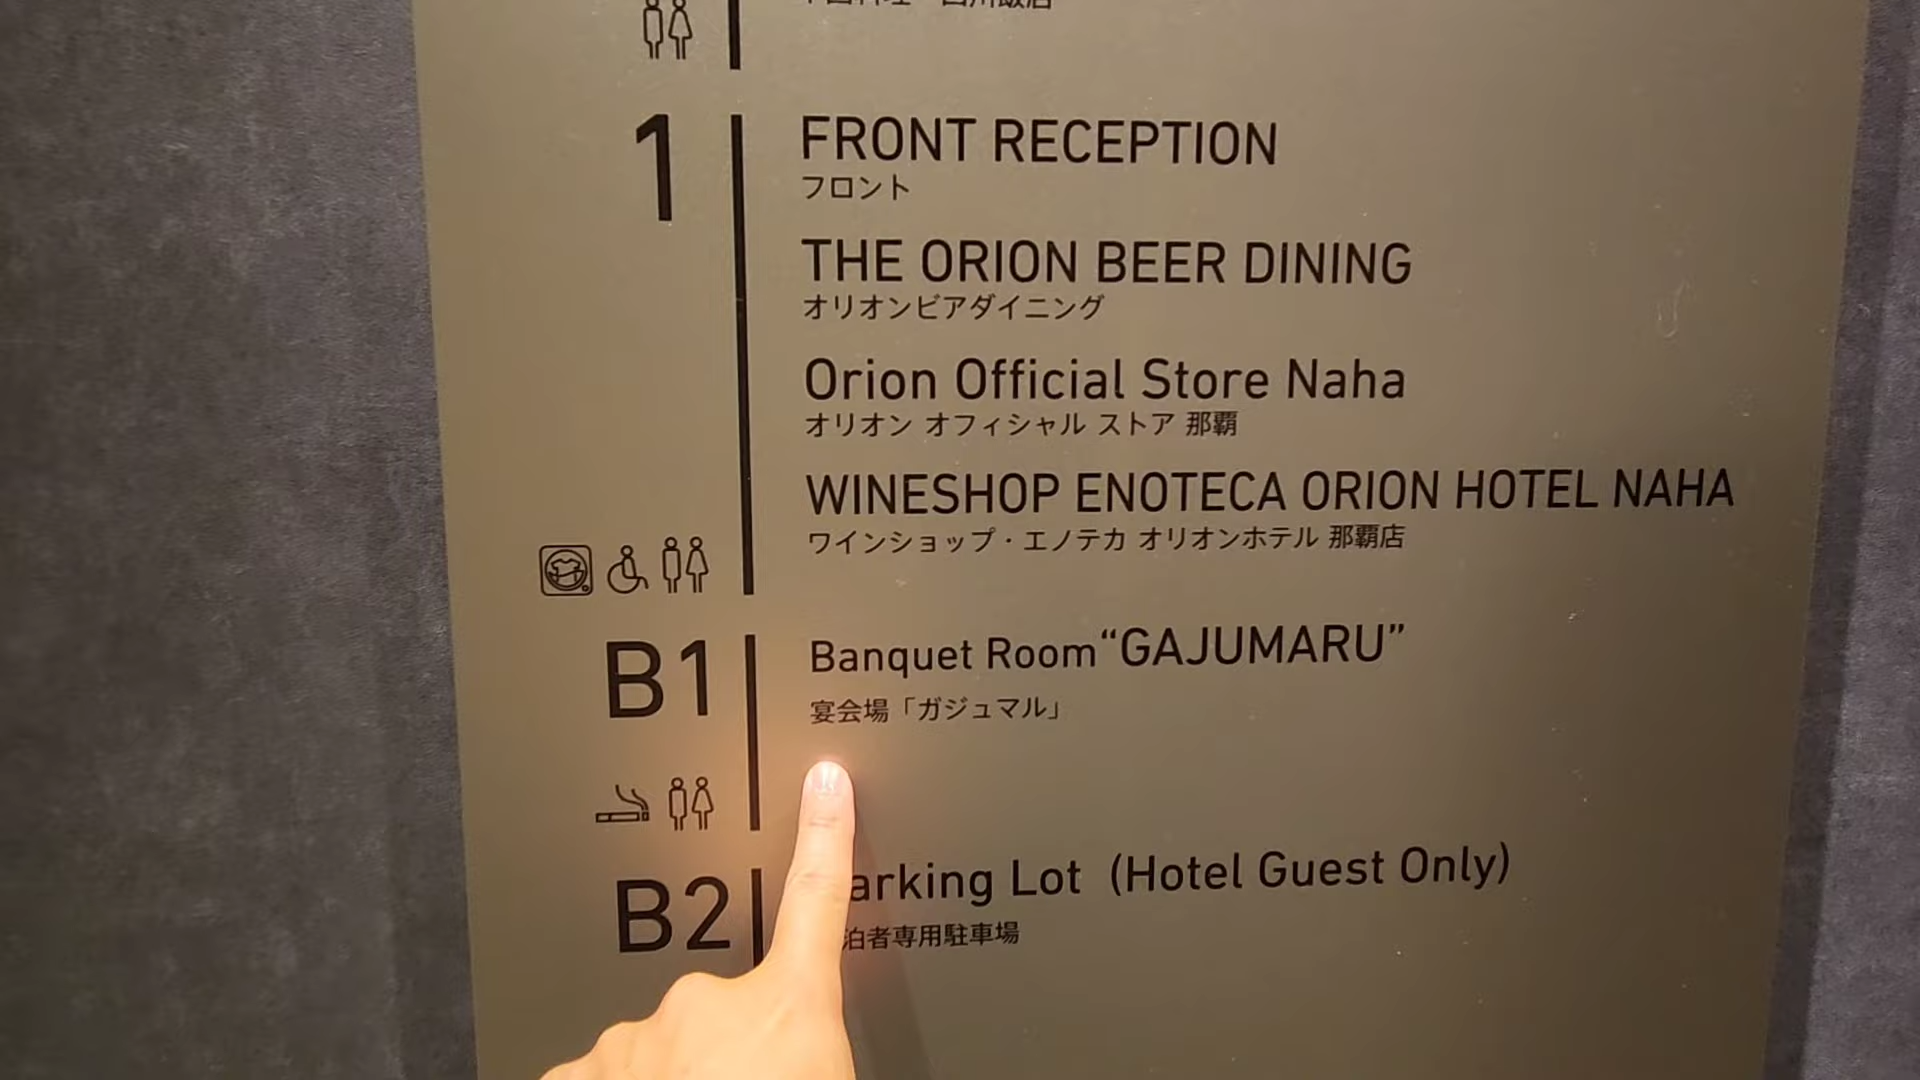 1
FRONT RECEPTION
フロント
THE ORION BEER DINING
オリオンビアダイニング
Orion Official Store Naha
オリオン オフィシャル ストア 那覇
WINESHOP ENOTECA ORION HOTEL NAHA
ワインショップ・エノテカ オリオンホテル 那覇店
B1
Banquet Room “GAJUMARU”
宴会場「ガジュマル」
B2
arking Lot (Hotel Guest Only)
泊者専用駐車場